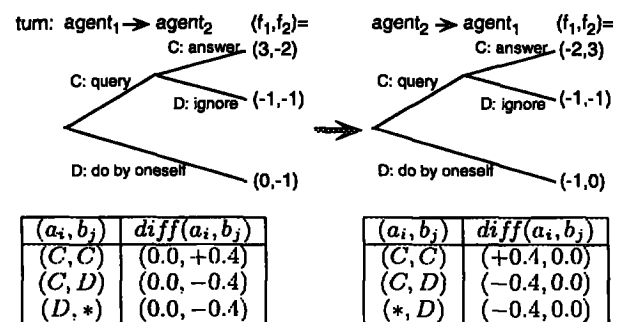 turn: agent₁→ agent₂ (f₁,f₂)=
C: answer (3,-2)
C: query
D: ignore (-1,-1)
D: do by oneself
(0,-1)
agent₂→ agent₁ (f₁,f₂)=
C: answer (-2,3)
C: query
D: ignore (-1,-1)
D: do by oneself
(-1,0)
(aᵢ,bⱼ) diff(aᵢ,bⱼ)
(C,C) (0.0,+0.4)
(C,D) (0.0,−0.4)
(D,*) (0.0,−0.4)
(aᵢ,bⱼ) diff(aᵢ,bⱼ)
(C,C) (+0.4,0.0)
(C,D) (−0.4,0.0)
(*,D) (−0.4,0.0)